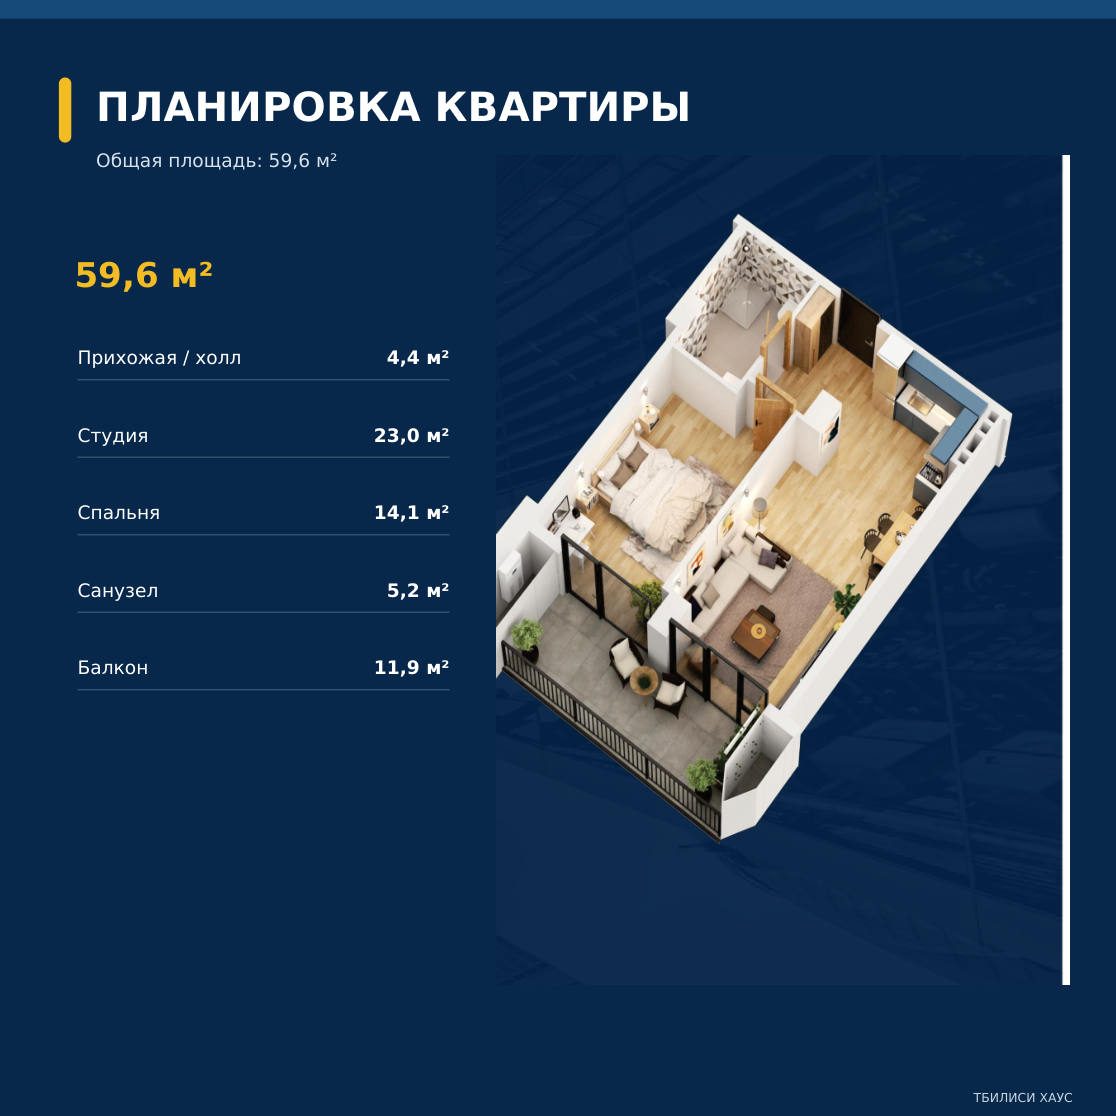 ПЛАНИРОВКА КВАРТИРЫ
Общая площадь: 59,6 м²
59,6 м²
Прихожая / холл 4,4 м²
Студия 23,0 м²
Спальня 14,1 м²
Санузел 5,2 м²
Балкон 11,9 м²
ТБИЛИСИ ХАУС